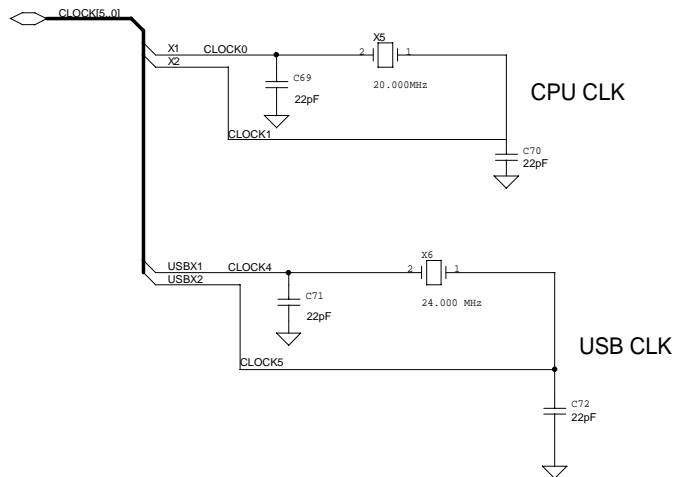 CLOCK[5..0]
X1 CLOCK0 2 X5 1
X2
C69
22pF
20.000MHz
CPU CLK
CLOCK1
C70
22pF
USBX1 CLOCK4 2 X6 1
USBX2
C71
22pF
24.000 MHz
USB CLK
CLOCK5
C72
22pF